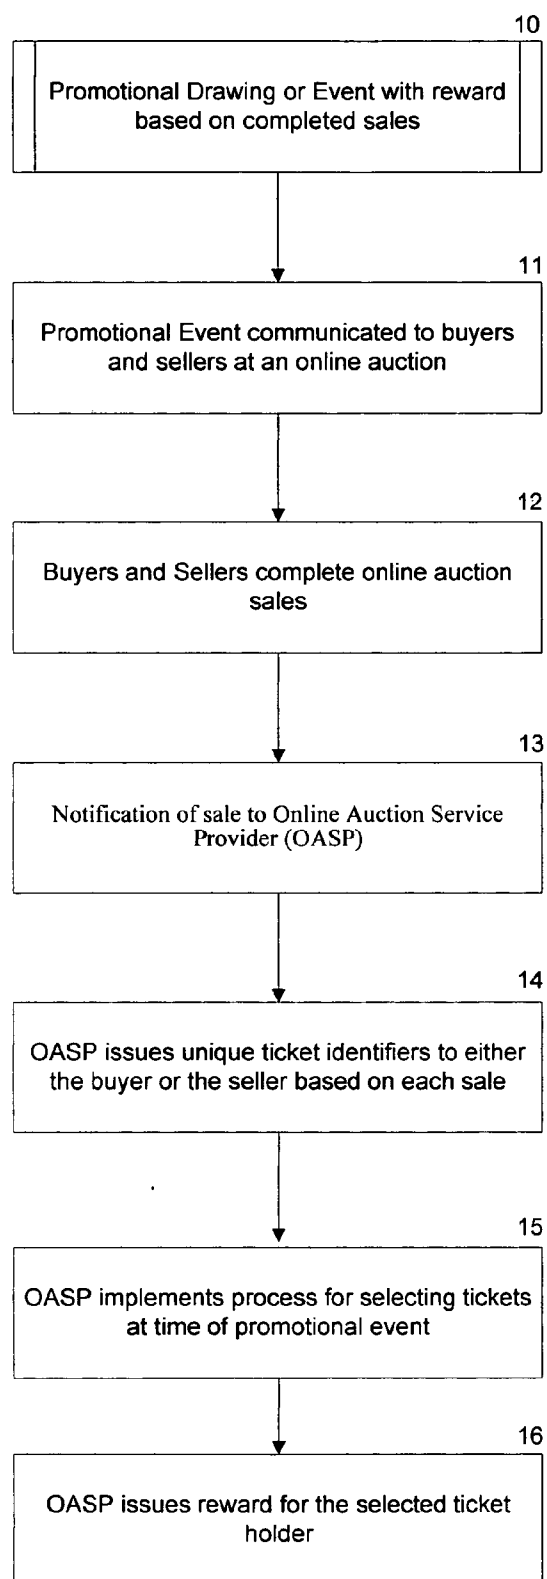 10
Promotional Drawing or Event with reward
based on completed sales
11
Promotional Event communicated to buyers
and sellers at an online auction
12
Buyers and Sellers complete online auction
sales
13
Notification of sale to Online Auction Service
Provider (OASP)
14
OASP issues unique ticket identifiers to either
the buyer or the seller based on each sale
15
OASP implements process for selecting tickets
at time of promotional event
16
OASP issues reward for the selected ticket
holder